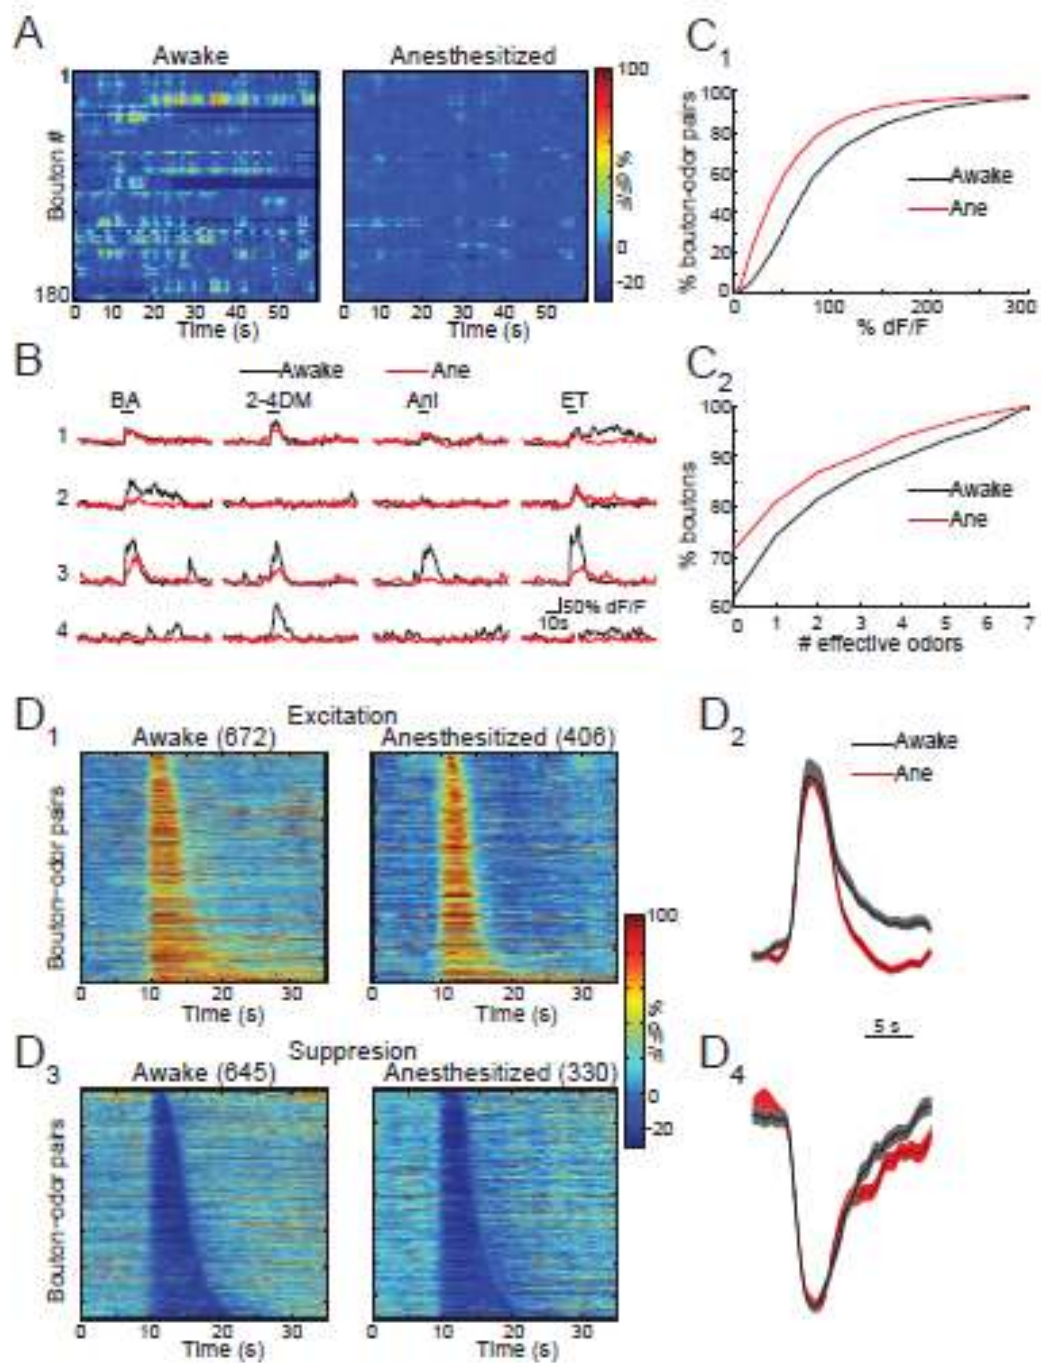 A
Awake
Anesthesitized
1
Bouton #
180
0 10 20 30 40 50
Time (s)
0 10 20 30 40 50
Time (s)
100
0
-20
C1
% bouton-odor pairs
100
80
60
40
20
0
Awake
Ane
0 100 200 300
% dF/F
B
Awake
Ane
BA
2-4DM
Anl
ET
1
2
3
4
50% dF/F
10s
C2
% boutons
100
90
80
70
60
Awake
Ane
0 1 2 3 4 5 6 7
# effective odors
D1
Excitation
Awake (672)
Anesthesitized (406)
Bouton-odor pairs
0 10 20 30
Time (s)
0 10 20 30
Time (s)
100
0
-20
D2
Awake
Ane
5 s
D3
Suppresion
Awake (645)
Anesthesitized (330)
Bouton-odor pairs
0 10 20 30
Time (s)
0 10 20 30
Time (s)
D4